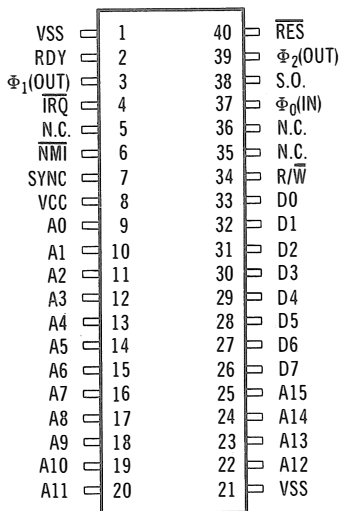 VSS 1 40 R̅E̅S̅
RDY 2 39 Φ₂(OUT)
Φ₁(OUT) 3 38 S.O.
I̅R̅Q̅ 4 37 Φ₀(IN)
N.C. 5 36 N.C.
N̅M̅I̅ 6 35 N.C.
SYNC 7 34 R/W̅
VCC 8 33 D0
A0 9 32 D1
A1 10 31 D2
A2 11 30 D3
A3 12 29 D4
A4 13 28 D5
A5 14 27 D6
A6 15 26 D7
A7 16 25 A15
A8 17 24 A14
A9 18 23 A13
A10 19 22 A12
A11 20 21 VSS